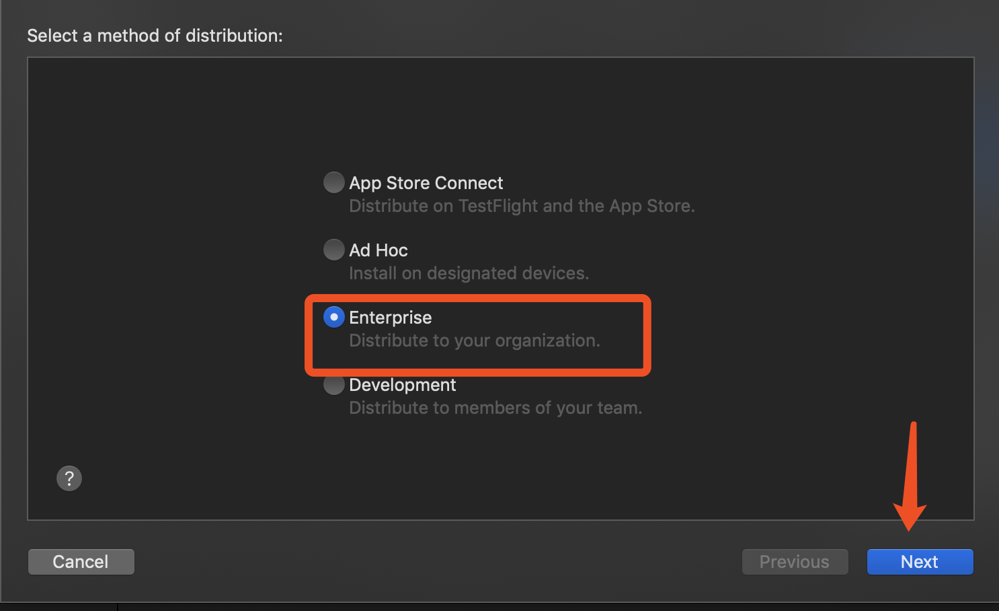 Select a method of distribution:
App Store Connect
Distribute on TestFlight and the App Store.
Ad Hoc
Install on designated devices.
Enterprise
Distribute to your organization.
Development
Distribute to members of your team.
?
Cancel
Previous
Next